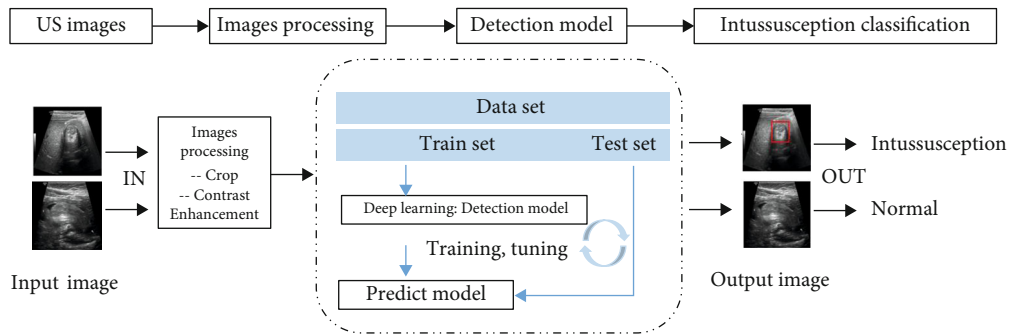 US images
Images processing
Detection model
Intussusception classification
Input image
IN
Images
processing
-- Crop
-- Contrast
Enhancement
Data set
Train set
Test set
Deep learning: Detection model
Training, tuning
Predict model
Output image
OUT
Intussusception
Normal